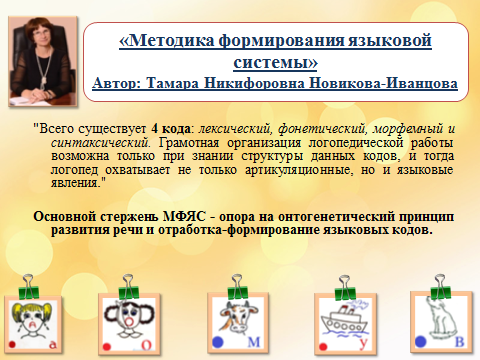 «Методика формирования языковой
системы»
Автор: Тамара Никифоровна Новикова-Иванцова
"Всего существует 4 кода: лексический, фонетический, морфемный и
синтаксический. Грамотная организация логопедической работы
возможна только при знании структуры данных кодов, и тогда
логопед охватывает не только артикуляционные, но и языковые
явления."
Основной стержень МФЯС - опора на онтогенетический принцип
развития речи и отработка-формирование языковых кодов.
а о м у в